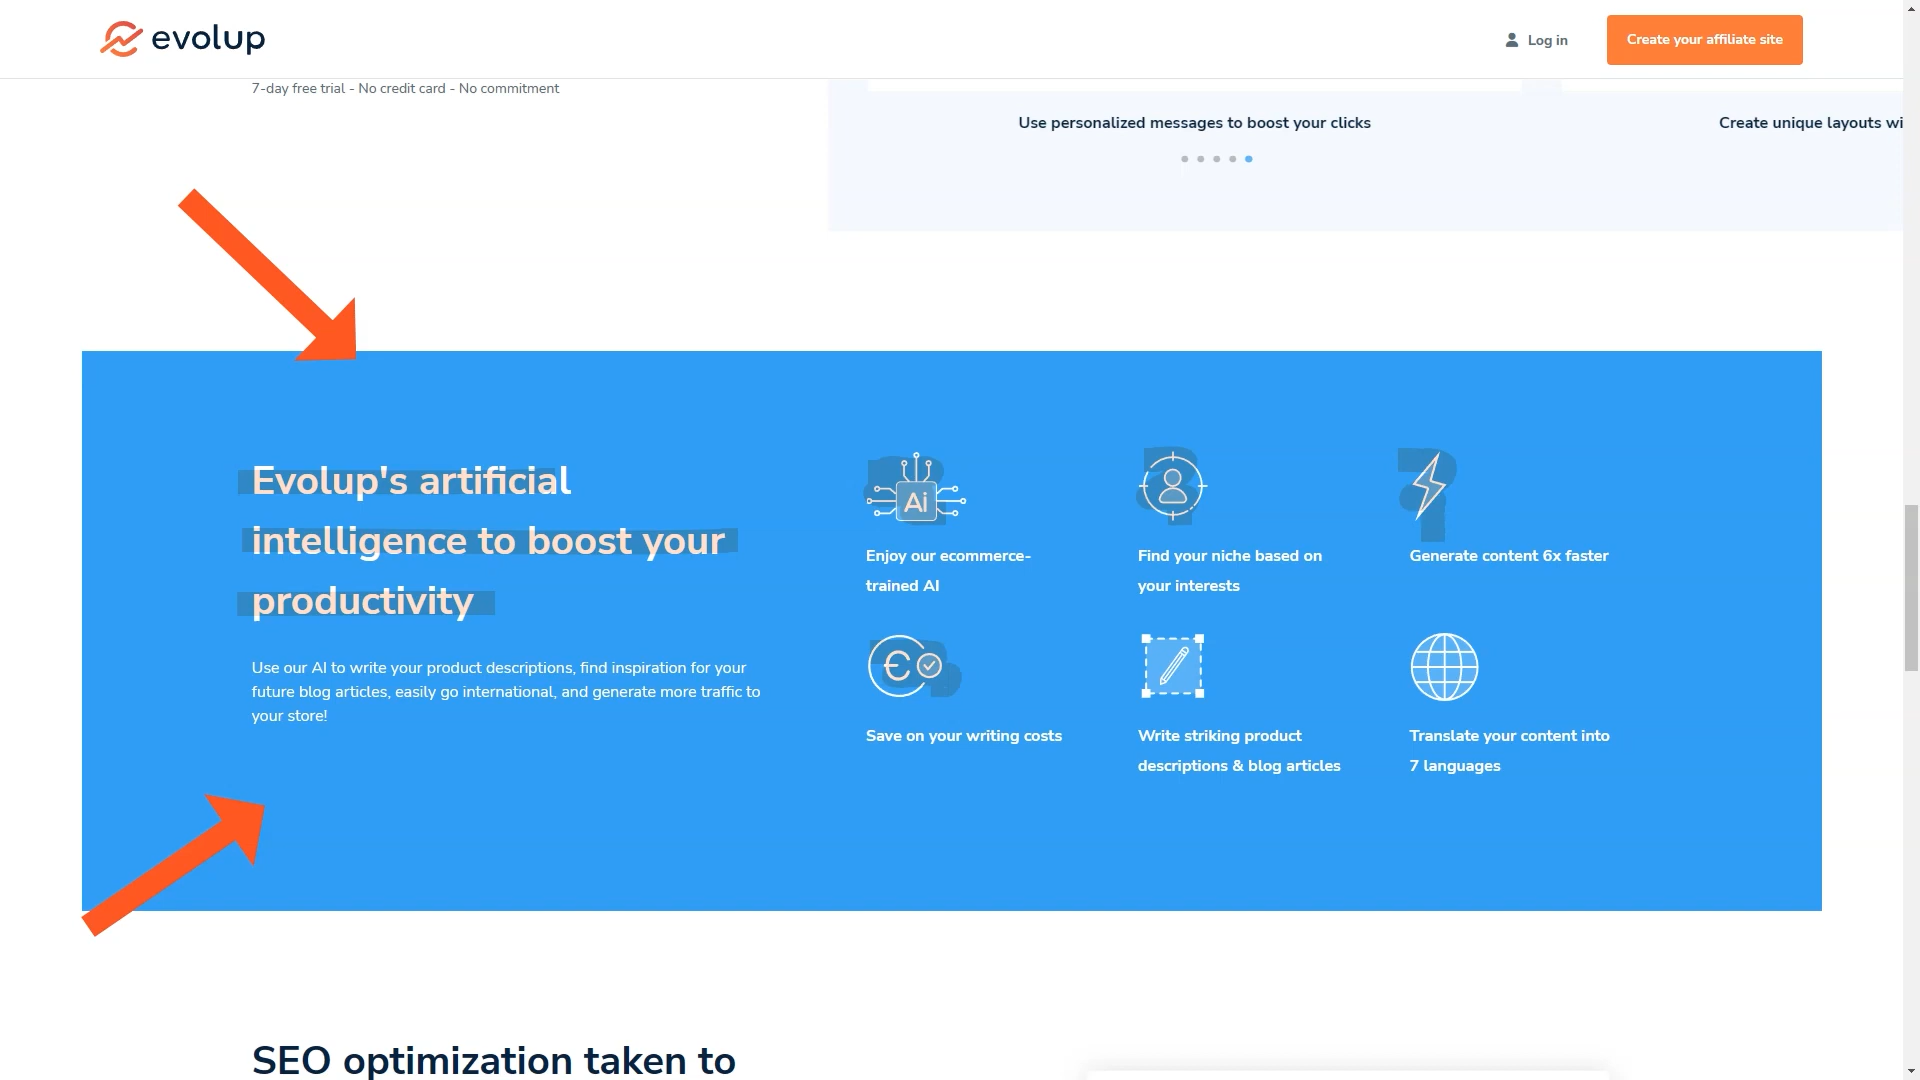 evolup
Log in
Create your affiliate site
7-day free trial - No credit card - No commitment
Use personalized messages to boost your clicks
Create unique layouts wi
Evolup's artificial
intelligence to boost your
productivity
Use our AI to write your product descriptions, find inspiration for your
future blog articles, easily go international, and generate more traffic to
your store!
Ai
Enjoy our ecommerce-
trained AI
Find your niche based on
your interests
Generate content 6x faster
€
Save on your writing costs
Write striking product
descriptions & blog articles
Translate your content into
7 languages
SEO optimization taken to